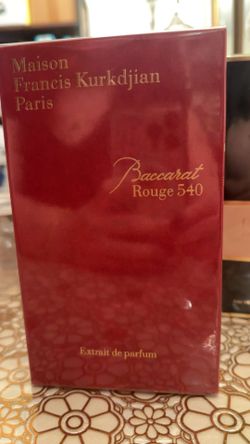 Maison
Francis Kurkdjian
Paris
Baccarat
Rouge 540
Extrait de parfum